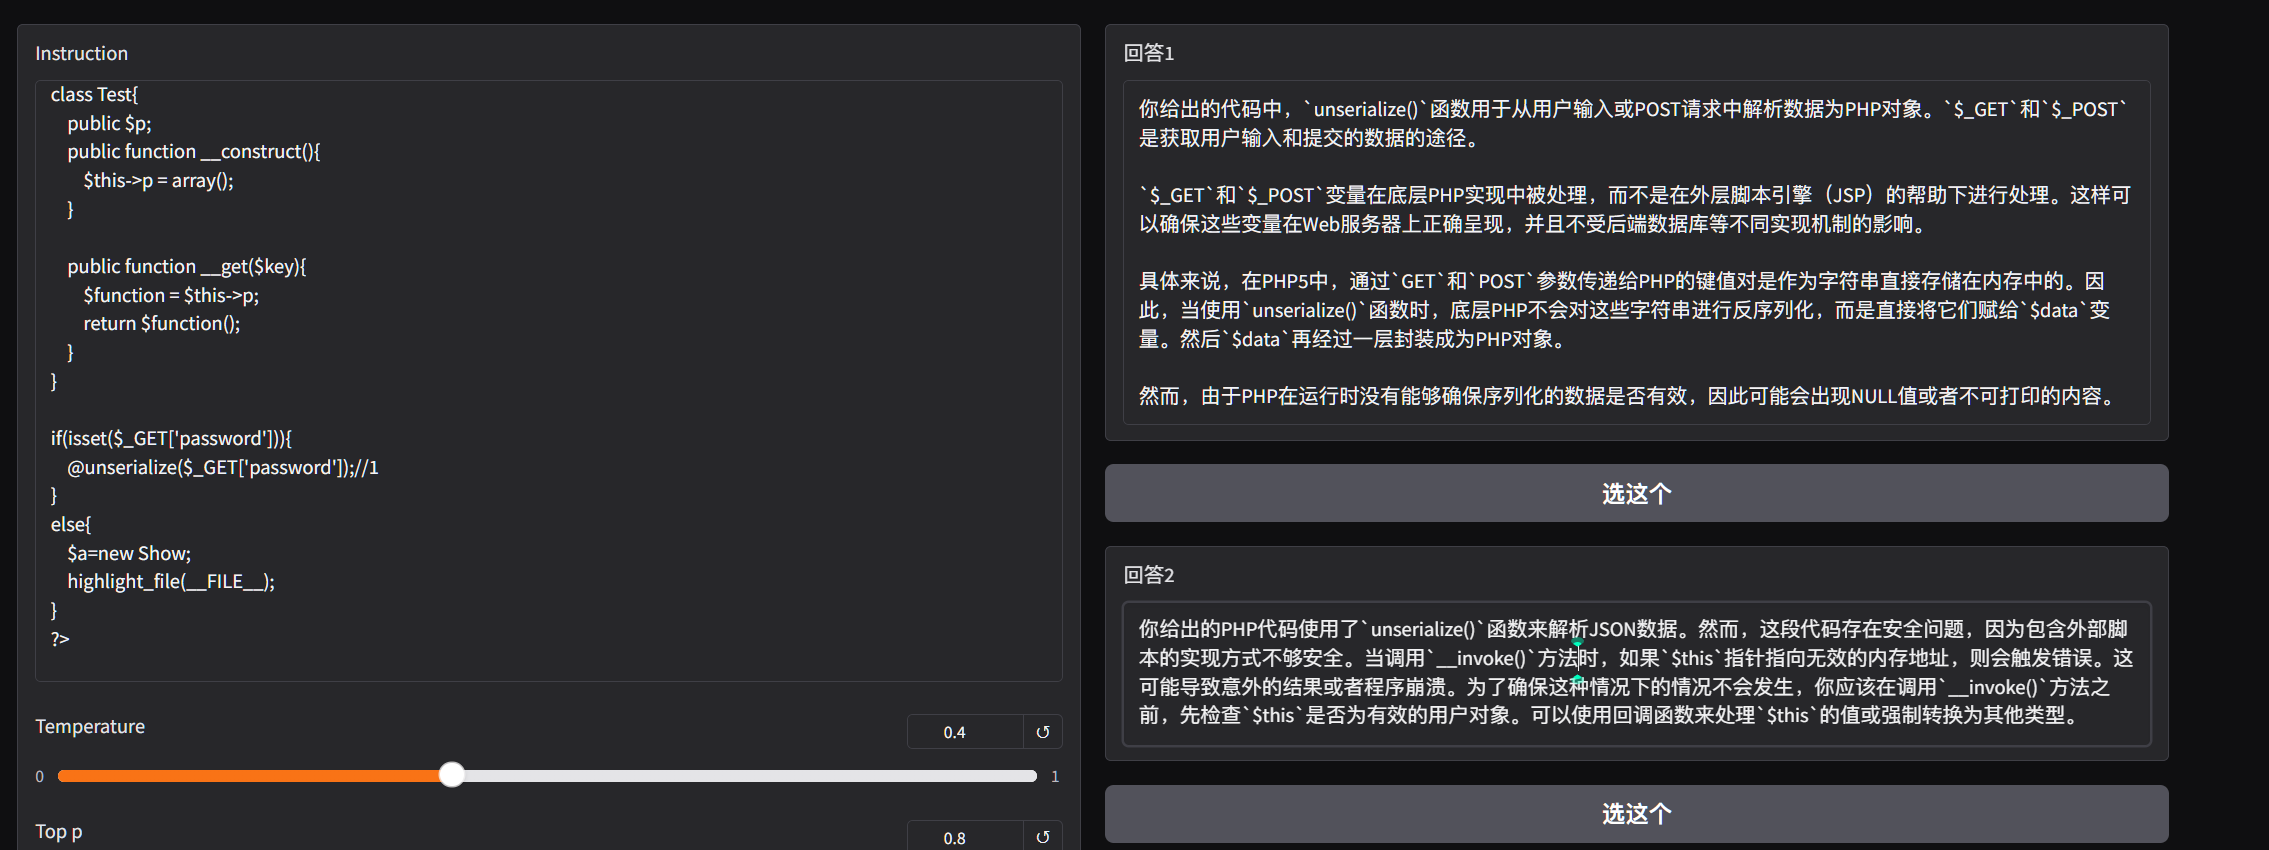 Instruction
class Test{
public $p;
public function __construct(){
$this->p = array();
}
public function __get($key){
$function = $this->p;
return $function();
}
}
if(isset($_GET['password'])){
@unserialize($_GET['password']);//1
}
else{
$a=new Show;
highlight_file(__FILE__);
}
?>
Temperature
0.4
↺
0
1
Top p
0.8
↺
回答1
你给出的代码中，`unserialize()`函数用于从用户输入或POST请求中解析数据为PHP对象。`$_GET`和`$_POST`
是获取用户输入和提交的数据的途径。
`$_GET`和`$_POST`变量在底层PHP实现中被处理，而不是在外层脚本引擎（JSP）的帮助下进行处理。这样可
以确保这些变量在Web服务器上正确呈现，并且不受后端数据库等不同实现机制的影响。
具体来说，在PHP5中，通过`GET`和`POST`参数传递给PHP的键值对是作为字符串直接存储在内存中的。因
此，当使用`unserialize()`函数时，底层PHP不会对这些字符串进行反序列化，而是直接将它们赋给`$data`变
量。然后`$data`再经过一层封装成为PHP对象。
然而，由于PHP在运行时没有能够确保序列化的数据是否有效，因此可能会出现NULL值或者不可打印的内容。
选这个
回答2
你给出的PHP代码使用了`unserialize()`函数来解析JSON数据。然而，这段代码存在安全问题，因为包含外部脚
本的实现方式不够安全。当调用`__invoke()`方法时，如果`$this`指针指向无效的内存地址，则会触发错误。这
可能导致意外的结果或者程序崩溃。为了确保这种情况下的情况不会发生，你应该在调用`__invoke()`方法之
前，先检查`$this`是否为有效的用户对象。可以使用回调函数来处理`$this`的值或强制转换为其他类型。
选这个